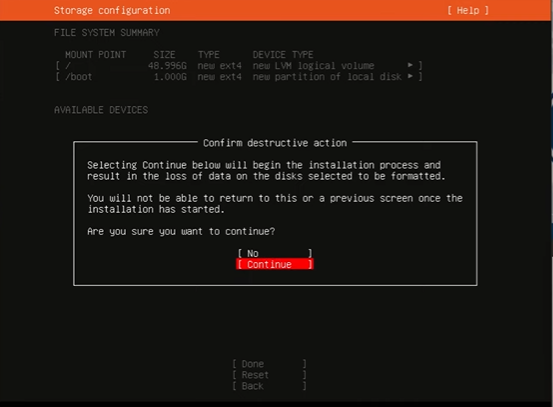 Storage configuration [ Help ]
FILE SYSTEM SUMMARY
MOUNT POINT SIZE TYPE DEVICE TYPE
[ / 48.996G new ext4 new LVM logical volume ▸ ]
[ /boot 1.000G new ext4 new partition of local disk ▸ ]
AVAILABLE DEVICES
Confirm destructive action
Selecting Continue below will begin the installation process and
result in the loss of data on the disks selected to be formatted.
You will not be able to return to this or a previous screen once the
installation has started.
Are you sure you want to continue?
[ No ]
[ Continue ]
[ Done ]
[ Reset ]
[ Back ]